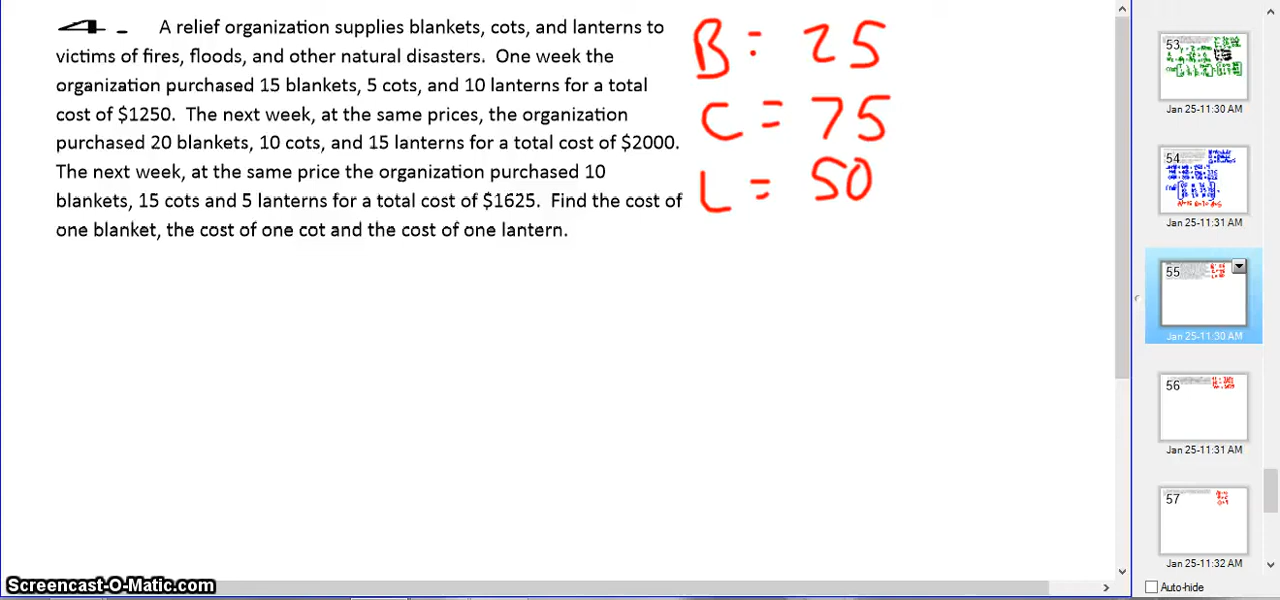 4. A relief organization supplies blankets, cots, and lanterns to
victims of fires, floods, and other natural disasters. One week the
organization purchased 15 blankets, 5 cots, and 10 lanterns for a total
cost of $1250. The next week, at the same prices, the organization
purchased 20 blankets, 10 cots, and 15 lanterns for a total cost of $2000.
The next week, at the same price the organization purchased 10
blankets, 15 cots and 5 lanterns for a total cost of $1625. Find the cost of
one blanket, the cost of one cot and the cost of one lantern.
B = 25
C = 75
L = 50
53
Jan 25-11:30 AM
54
Jan 25-11:31 AM
55
Jan 25-11:30 AM
56
Jan 25-11:31 AM
57
Jan 25-11:32 AM
Auto-hide
Screencast-O-Matic.com